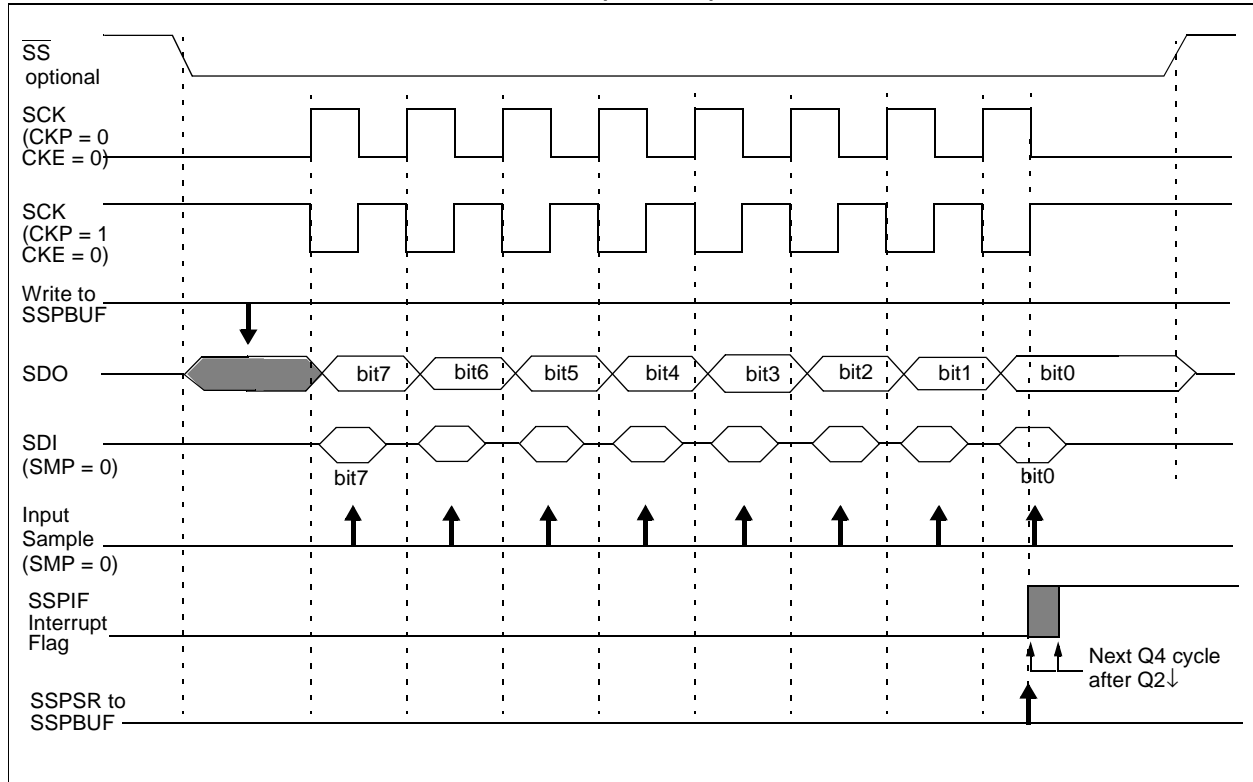 SS
optional
SCK
(CKP = 0
CKE = 0)
SCK
(CKP = 1
CKE = 0)
Write to
SSPBUF
SDO
bit7 bit6 bit5 bit4 bit3 bit2 bit1 bit0
SDI
(SMP = 0)
bit7 bit0
Input
Sample
(SMP = 0)
SSPIF
Interrupt
Flag
Next Q4 cycle
after Q2↓
SSPSR to
SSPBUF